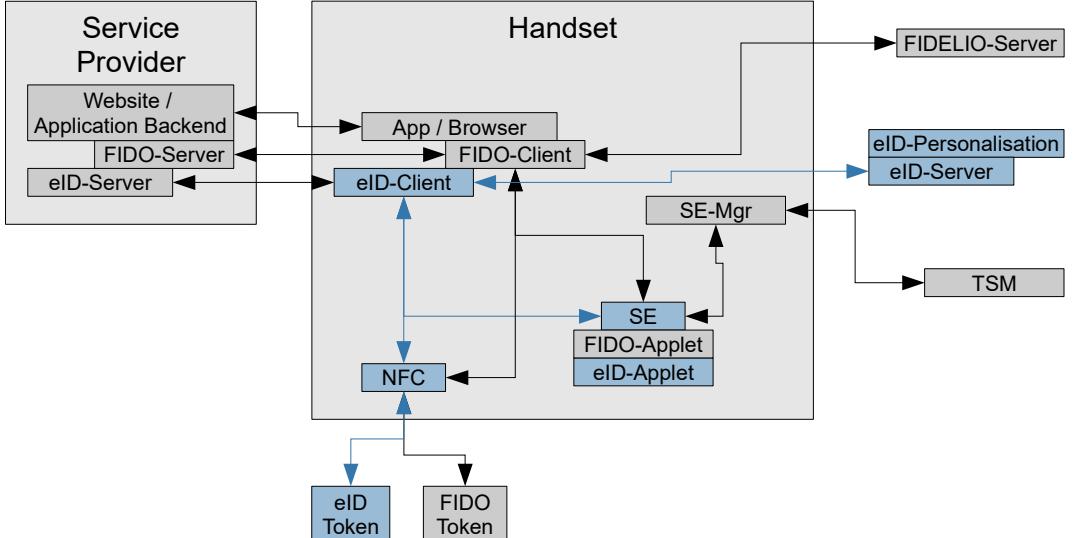 Service
Provider
Website /
Application Backend
FIDO-Server
eID-Server
Handset
App / Browser
FIDO-Client
eID-Client
SE-Mgr
SE
FIDO-Applet
eID-Applet
NFC
FIDELIO-Server
eID-Personalisation
eID-Server
TSM
eID
Token
FIDO
Token